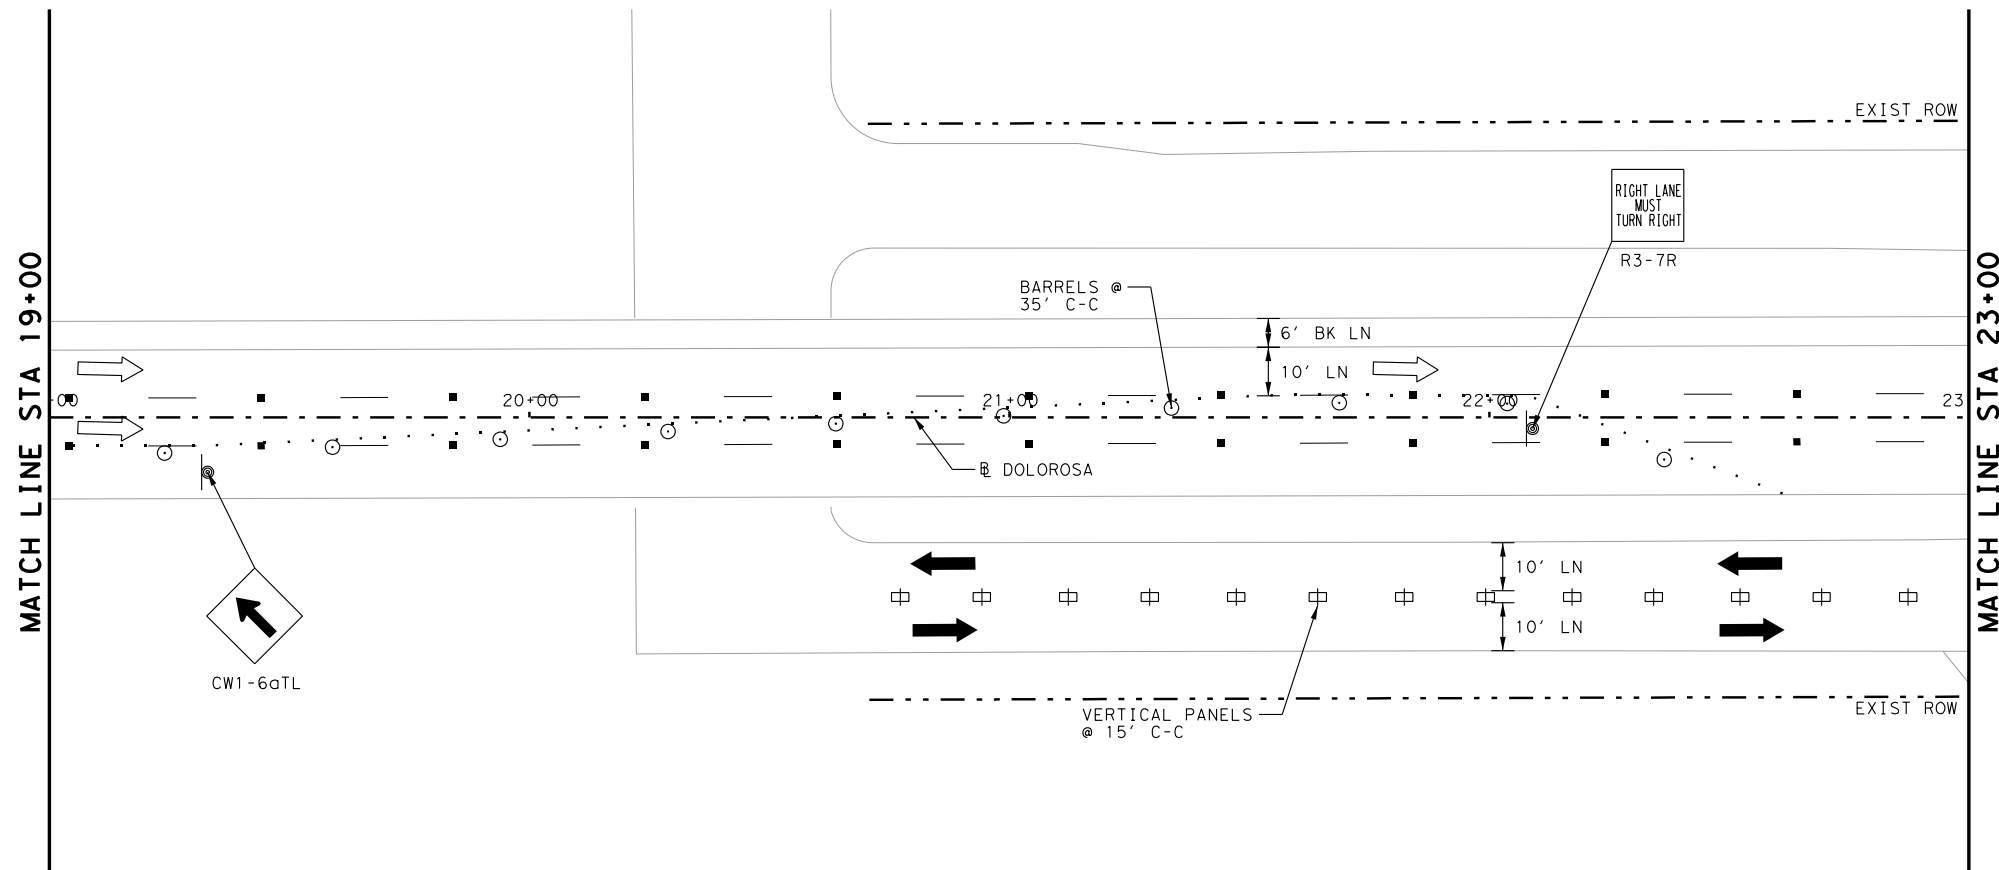 EXIST ROW
RIGHT LANE
MUST
TURN RIGHT
R3-7R
BARRELS @
35' C-C
6' BK LN
10' LN
MATCH LINE STA 19+00
MATCH LINE STA 23+00
00
20+00
21+00
22+00
23
BL DOLOROSA
10' LN
10' LN
CW1-6aTL
VERTICAL PANELS
@ 15' C-C
EXIST ROW